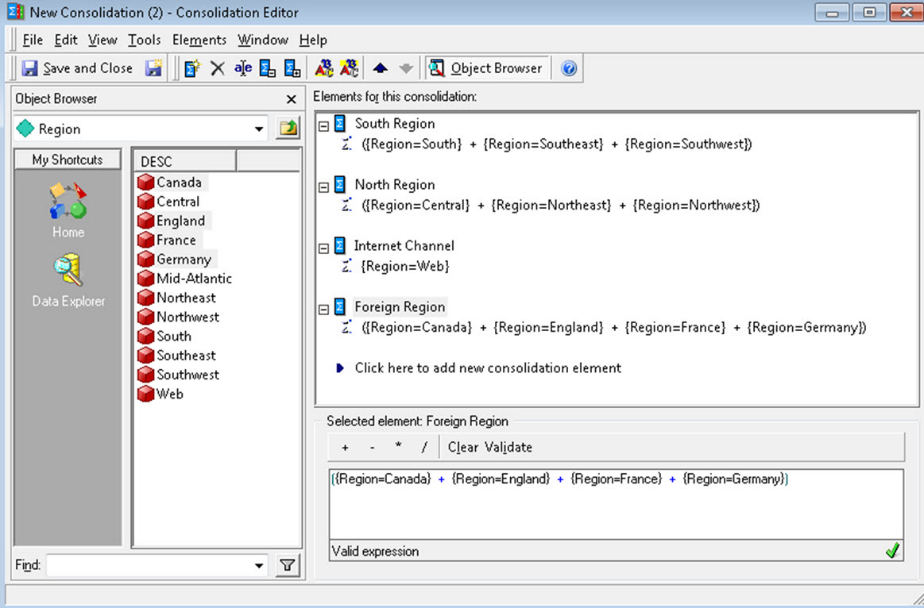 New Consolidation (2) - Consolidation Editor
File Edit View Tools Elements Window Help
Save and Close
Object Browser
Object Browser
Region
My Shortcuts
Home
Data Explorer
DESC
Canada
Central
England
France
Germany
Mid-Atlantic
Northeast
Northwest
South
Southeast
Southwest
Web
Find:
Elements for this consolidation:
South Region
({Region=South} + {Region=Southeast} + {Region=Southwest})
North Region
({Region=Central} + {Region=Northeast} + {Region=Northwest})
Internet Channel
{Region=Web}
Foreign Region
({Region=Canada} + {Region=England} + {Region=France} + {Region=Germany})
Click here to add new consolidation element
Selected element: Foreign Region
+ - * / Clear Validate
({Region=Canada} + {Region=England} + {Region=France} + {Region=Germany})
Valid expression